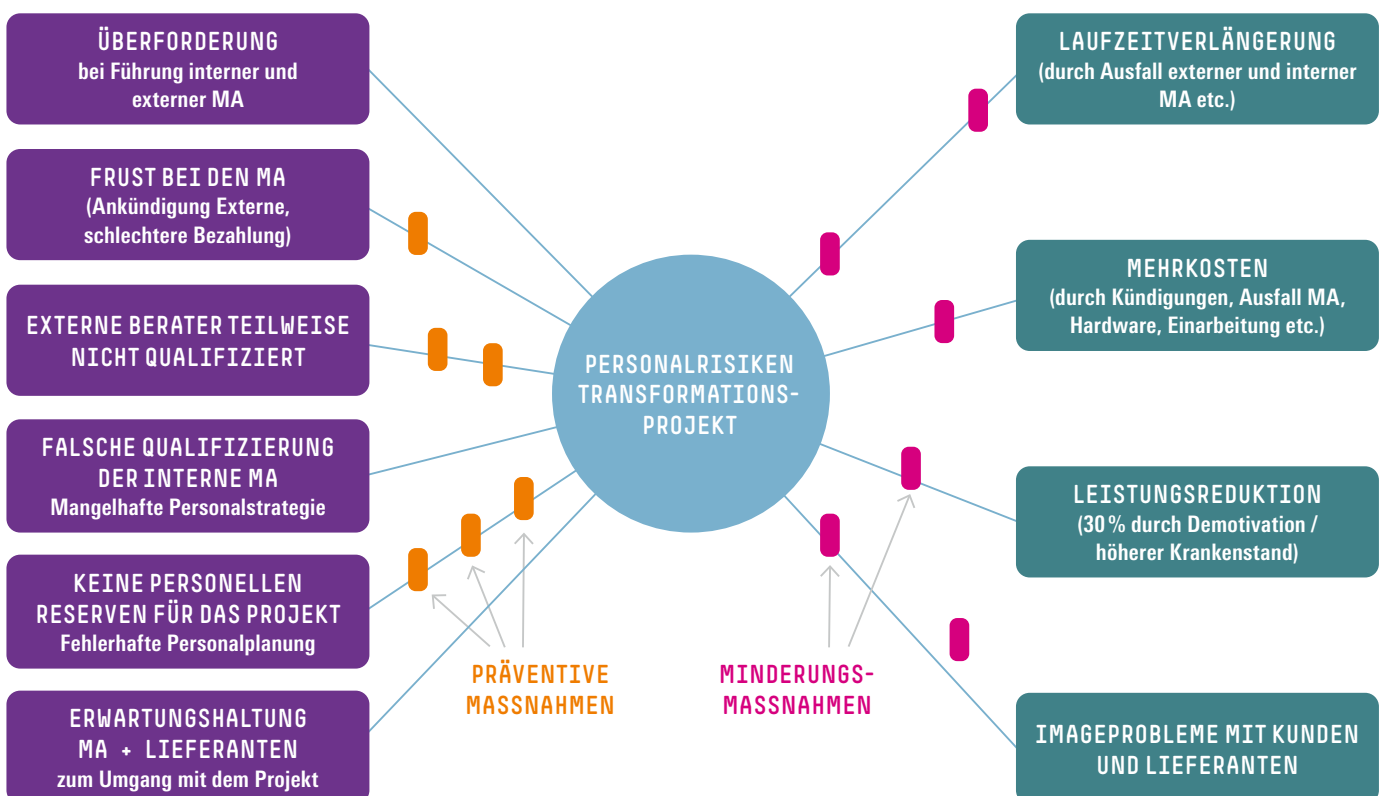 ÜBERFORDERUNG
bei Führung interner und
externer MA
FRUST BEI DEN MA
(Ankündigung Externe,
schlechtere Bezahlung)
EXTERNE BERATER TEILWEISE
NICHT QUALIFIZIERT
FALSCHE QUALIFIZIERUNG
DER INTERNE MA
Mangelhafte Personalstrategie
KEINE PERSONELLEN
RESERVEN FÜR DAS PROJEKT
Fehlerhafte Personalplanung
ERWARTUNGSHALTUNG
MA + LIEFERANTEN
zum Umgang mit dem Projekt
PERSONALRISIKEN
TRANSFORMATIONS-
PROJEKT
PRÄVENTIVE
MASSNAHMEN
MINDERUNGS-
MASSNAHMEN
LAUFZEITVERLÄNGERUNG
(durch Ausfall externer und interner
MA etc.)
MEHRKOSTEN
(durch Kündigungen, Ausfall MA,
Hardware, Einarbeitung etc.)
LEISTUNGSREDUKTION
(30 % durch Demotivation /
höherer Krankenstand)
IMAGEPROBLEME MIT KUNDEN
UND LIEFERANTEN